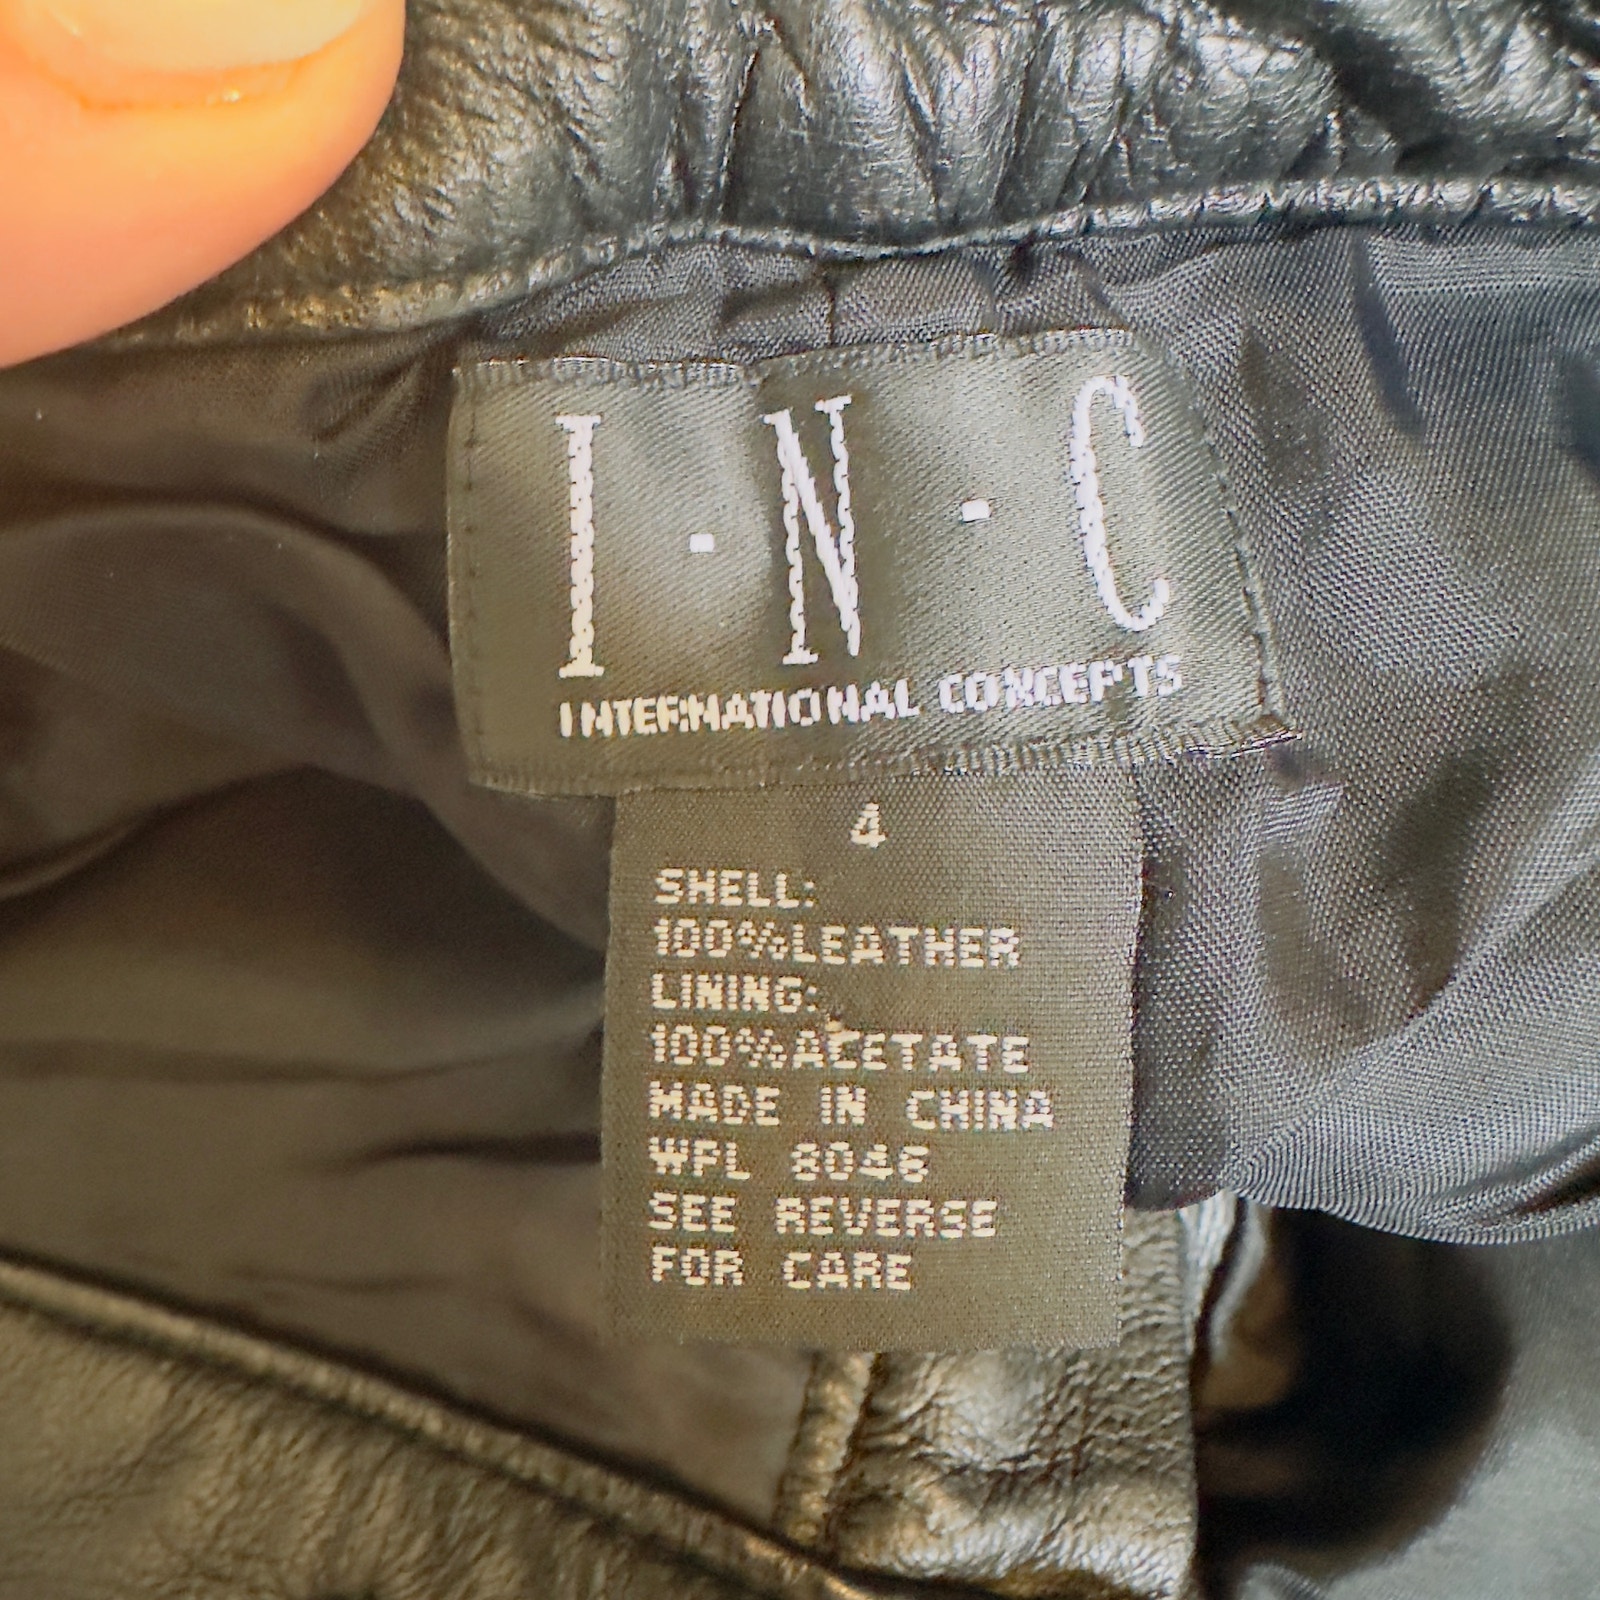 I·N·C
INTERNATIONAL CONCEPTS
4
SHELL:
100%LEATHER
LINING:
100%ACETATE
MADE IN CHINA
WPL 8046
SEE REVERSE
FOR CARE